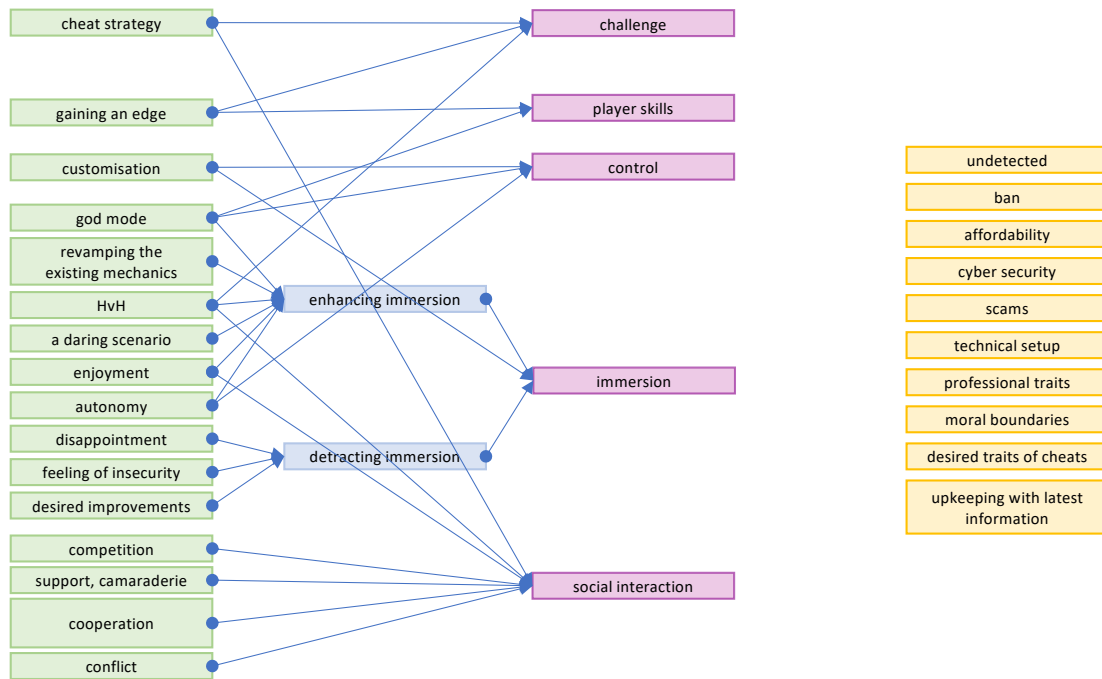 cheat strategy
gaining an edge
customisation
god mode
revamping the
existing mechanics
HvH
a daring scenario
enjoyment
autonomy
disappointment
feeling of insecurity
desired improvements
competition
support, camaraderie
cooperation
conflict
enhancing immersion
detracting immersion
challenge
player skills
control
immersion
social interaction
undetected
ban
affordability
cyber security
scams
technical setup
professional traits
moral boundaries
desired traits of cheats
upkeeping with latest
information